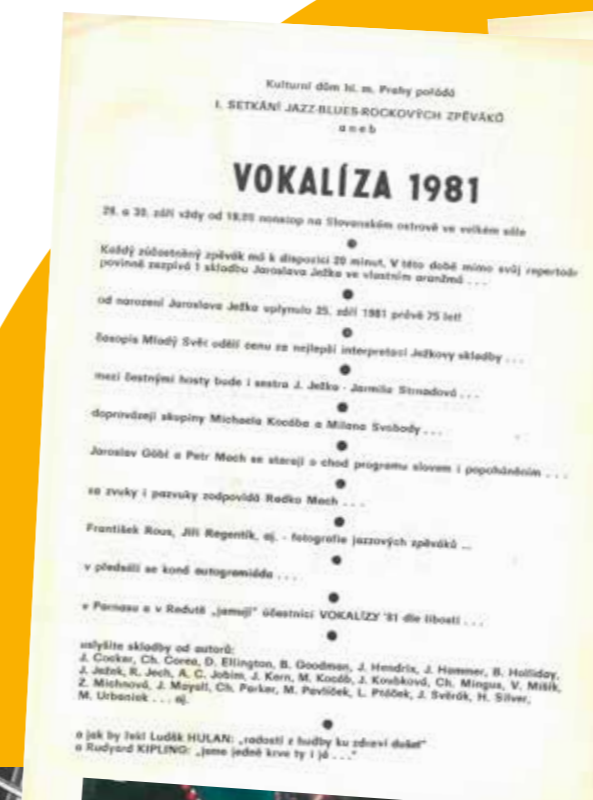 Kulturní dům hl. m. Prahy pořádá
I. SETKÁNÍ JAZZ-BLUES-ROCKOVÝCH ZPĚVÁKŮ
aneb
VOKALÍZA 1981
29. a 30. září vždy od 18,00 nonstop na Slovanském ostrově ve velkém sále
Každý zúčastněný zpěvák má k dispozici 20 minut. V této době mimo svůj repertoár
povinně zazpívá 1 skladbu Jaroslava Ježka ve vlastním aranžmá . . .
od narození Jaroslava Ježka uplynulo 25. září 1981 právě 75 let!
časopis Mladý Svět udělí cenu za nejlepší interpretaci Ježkovy skladby . . .
mezi čestnými hosty bude i sestra J. Ježka - Jarmila Strnadová . . .
doprovázejí skupiny Michaela Kocába a Milana Svobody . . .
Jaroslav Göbl a Petr Mach se starají o chod programu slovem i popoháněním . . .
za zvuky i pazvuky zodpovídá Radko Mach . . .
František Rous, Jiří Regentik, aj. - fotografie jazzových zpěváků ...
v předsálí se koná autogramiáda . . .
v Parnasu a v Redutě „jamují" účastníci VOKALÍZY '81 dle libosti . . .
uslyšíte skladby od autorů:
J. Cocker, Ch. Corea, D. Ellington, B. Goodman, J. Hendrix, J. Hammer, B. Holliday,
J. Ježek, R. Jech, A. C. Jobim, J. Kern, M. Kocáb, J. Koubková, Ch. Mingus, V. Mišík,
Z. Michnová, J. Mayall, Ch. Parker, M. Pavlíček, L. Ptáček, J. Svěrák, H. Silver,
M. Urbaniak . . . aj.
a jak by řekl Luděk HULAN: „radostí z hudby ku zdraví duše!"
a Rudyard KIPLING: „jsme jedné krve ty i já . . ."